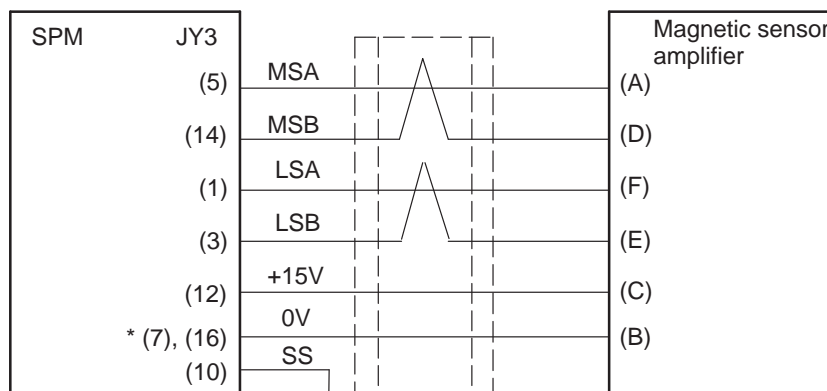 SPM JY3 Magnetic sensor
amplifier
(5) MSA (A)
(14) MSB (D)
(1) LSA (F)
(3) LSB (E)
(12) +15V (C)
* (7), (16) 0V (B)
(10) SS